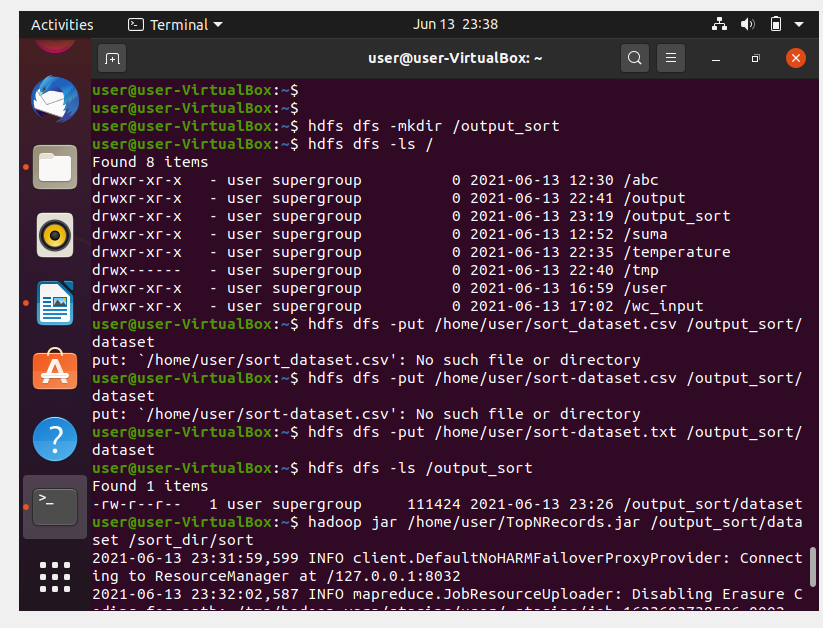 Activities Terminal Jun 13 23:38
user@user-VirtualBox: ~
user@user-VirtualBox:~$
user@user-VirtualBox:~$
user@user-VirtualBox:~$ hdfs dfs -mkdir /output_sort
user@user-VirtualBox:~$ hdfs dfs -ls /
Found 8 items
drwxr-xr-x   - user supergroup          0 2021-06-13 12:30 /abc
drwxr-xr-x   - user supergroup          0 2021-06-13 22:41 /output
drwxr-xr-x   - user supergroup          0 2021-06-13 23:19 /output_sort
drwxr-xr-x   - user supergroup          0 2021-06-13 12:52 /suma
drwxr-xr-x   - user supergroup          0 2021-06-13 22:35 /temperature
drwx------   - user supergroup          0 2021-06-13 22:40 /tmp
drwxr-xr-x   - user supergroup          0 2021-06-13 16:59 /user
drwxr-xr-x   - user supergroup          0 2021-06-13 17:02 /wc_input
user@user-VirtualBox:~$ hdfs dfs -put /home/user/sort_dataset.csv /output_sort/
dataset
put: `/home/user/sort_dataset.csv': No such file or directory
user@user-VirtualBox:~$ hdfs dfs -put /home/user/sort-dataset.csv /output_sort/
dataset
put: `/home/user/sort-dataset.csv': No such file or directory
user@user-VirtualBox:~$ hdfs dfs -put /home/user/sort-dataset.txt /output_sort/
dataset
user@user-VirtualBox:~$ hdfs dfs -ls /output_sort
Found 1 items
-rw-r--r--   1 user supergroup     111424 2021-06-13 23:26 /output_sort/dataset
user@user-VirtualBox:~$ hadoop jar /home/user/TopNRecords.jar /output_sort/data
set /sort_dir/sort
2021-06-13 23:31:59,599 INFO client.DefaultNoHARMFailoverProxyProvider: Connect
ing to ResourceManager at /127.0.0.1:8032
2021-06-13 23:32:02,587 INFO mapreduce.JobResourceUploader: Disabling Erasure C